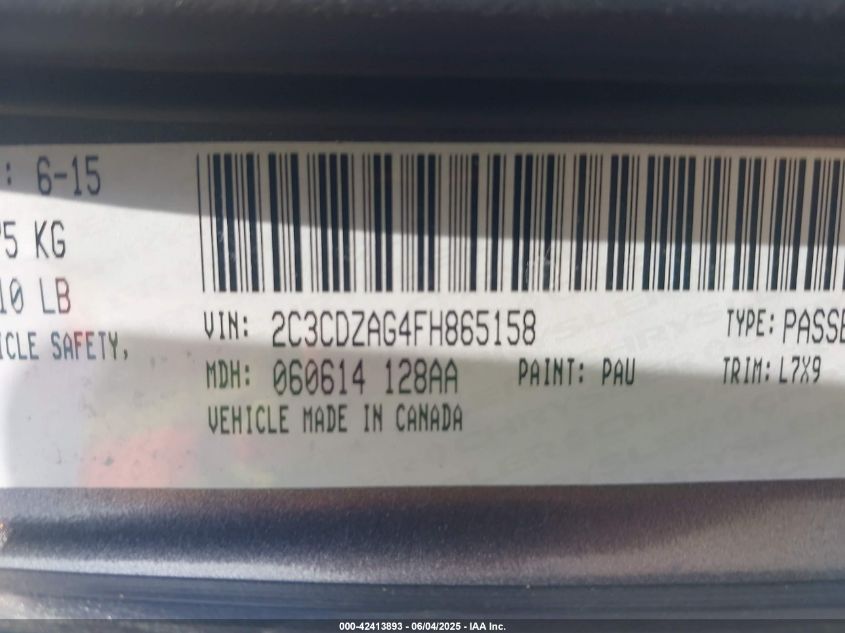 : 6-15
75 KG
10 LB
ICLE SAFETY,
VIN: 2C3CDZAG4FH865158 TYPE: PASSE
MDH: 060614 128AA PAINT: PAU TRIM: L7X9
VEHICLE MADE IN CANADA
000-42413893 - 06/04/2025 - IAA Inc.